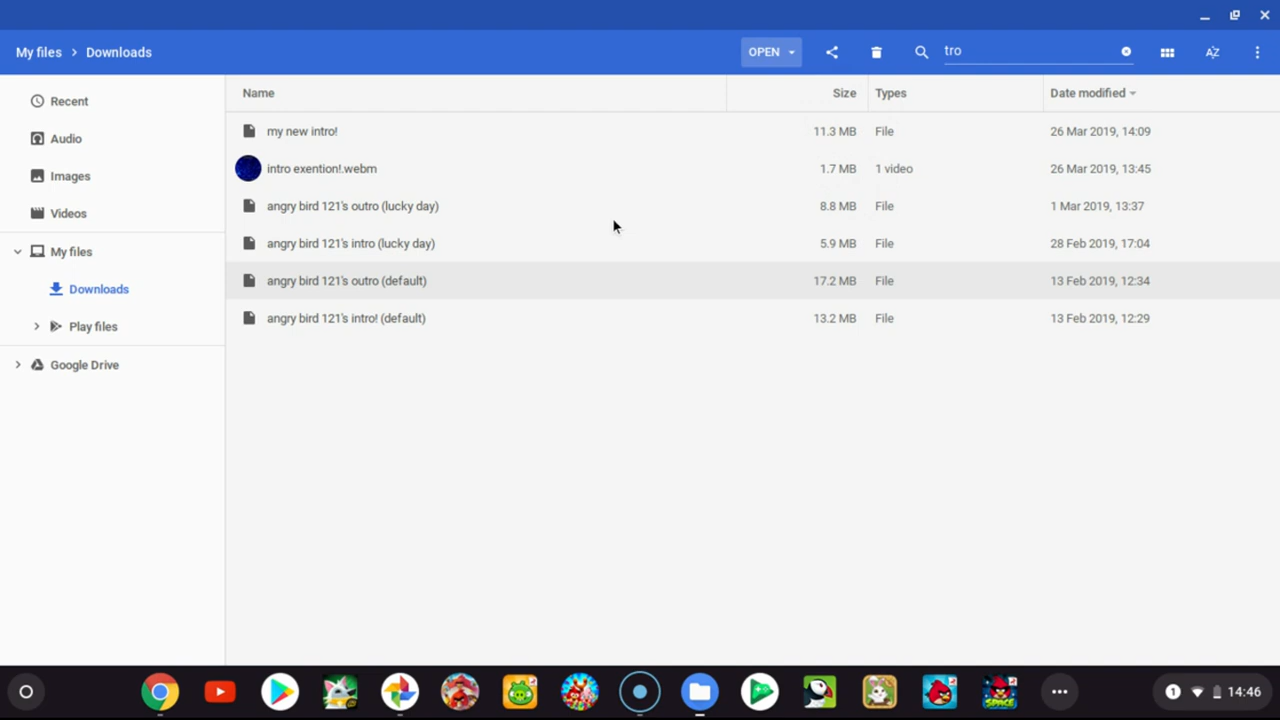 My files > Downloads OPEN tro
Name Size Types Date modified
Recent
Audio
Images
Videos
My files
Downloads
Play files
Google Drive
my new intro! 11.3 MB File 26 Mar 2019, 14:09
intro exention!.webm 1.7 MB 1 video 26 Mar 2019, 13:45
angry bird 121's outro (lucky day) 8.8 MB File 1 Mar 2019, 13:37
angry bird 121's intro (lucky day) 5.9 MB File 28 Feb 2019, 17:04
angry bird 121's outro (default) 17.2 MB File 13 Feb 2019, 12:34
angry bird 121's intro! (default) 13.2 MB File 13 Feb 2019, 12:29
SPACE 1 14:46